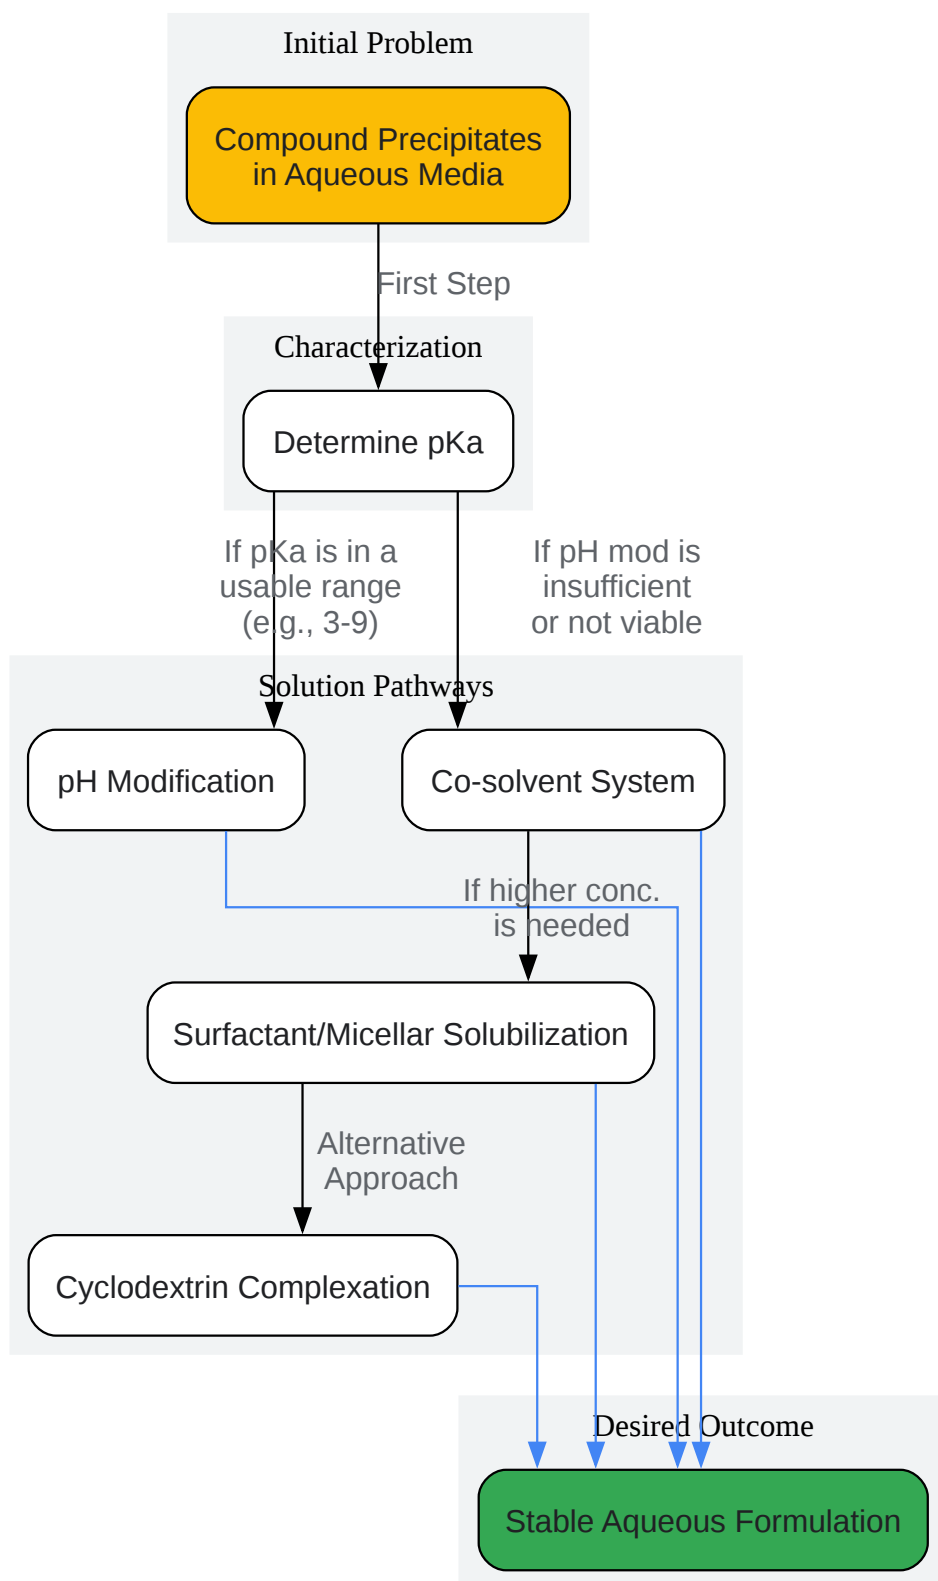 Initial Problem
Compound Precipitates
in Aqueous Media
First Step
Characterization
Determine pKa
If pKa is in a
usable range
(e.g., 3-9)
If pH mod is
insufficient
or not viable
Solution Pathways
pH Modification
Co-solvent System
If higher conc.
is needed
Surfactant/Micellar Solubilization
Alternative
Approach
Cyclodextrin Complexation
Desired Outcome
Stable Aqueous Formulation